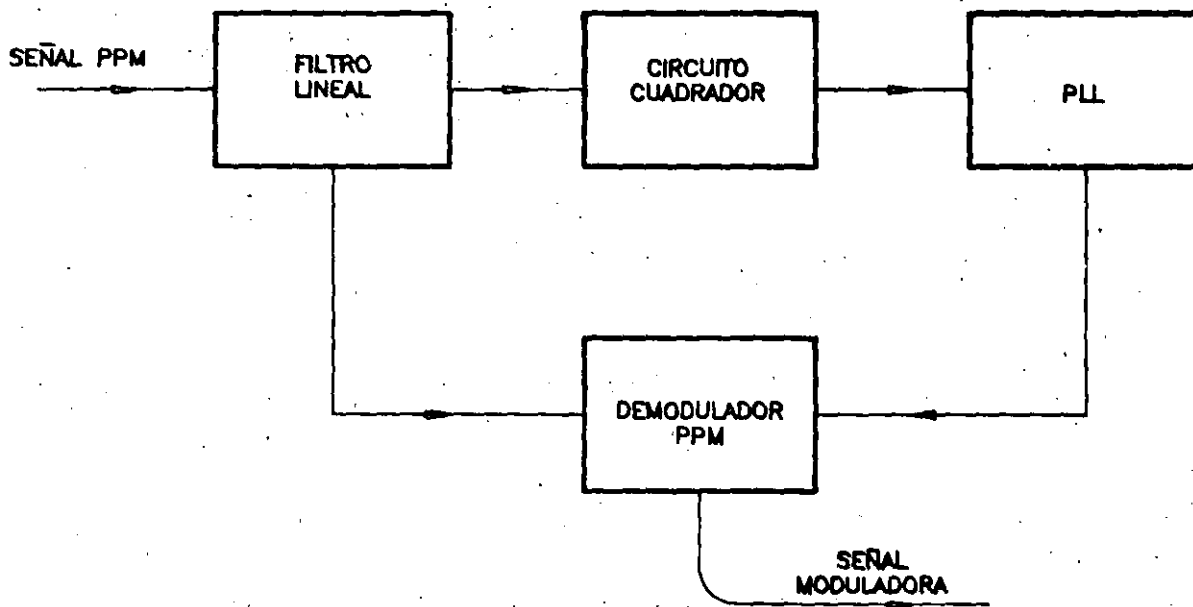 SEÑAL PPM
FILTRO
LINEAL
CIRCUITO
CUADRADOR
PLL
DEMODULADOR
PPM
SEÑAL
MODULADORA